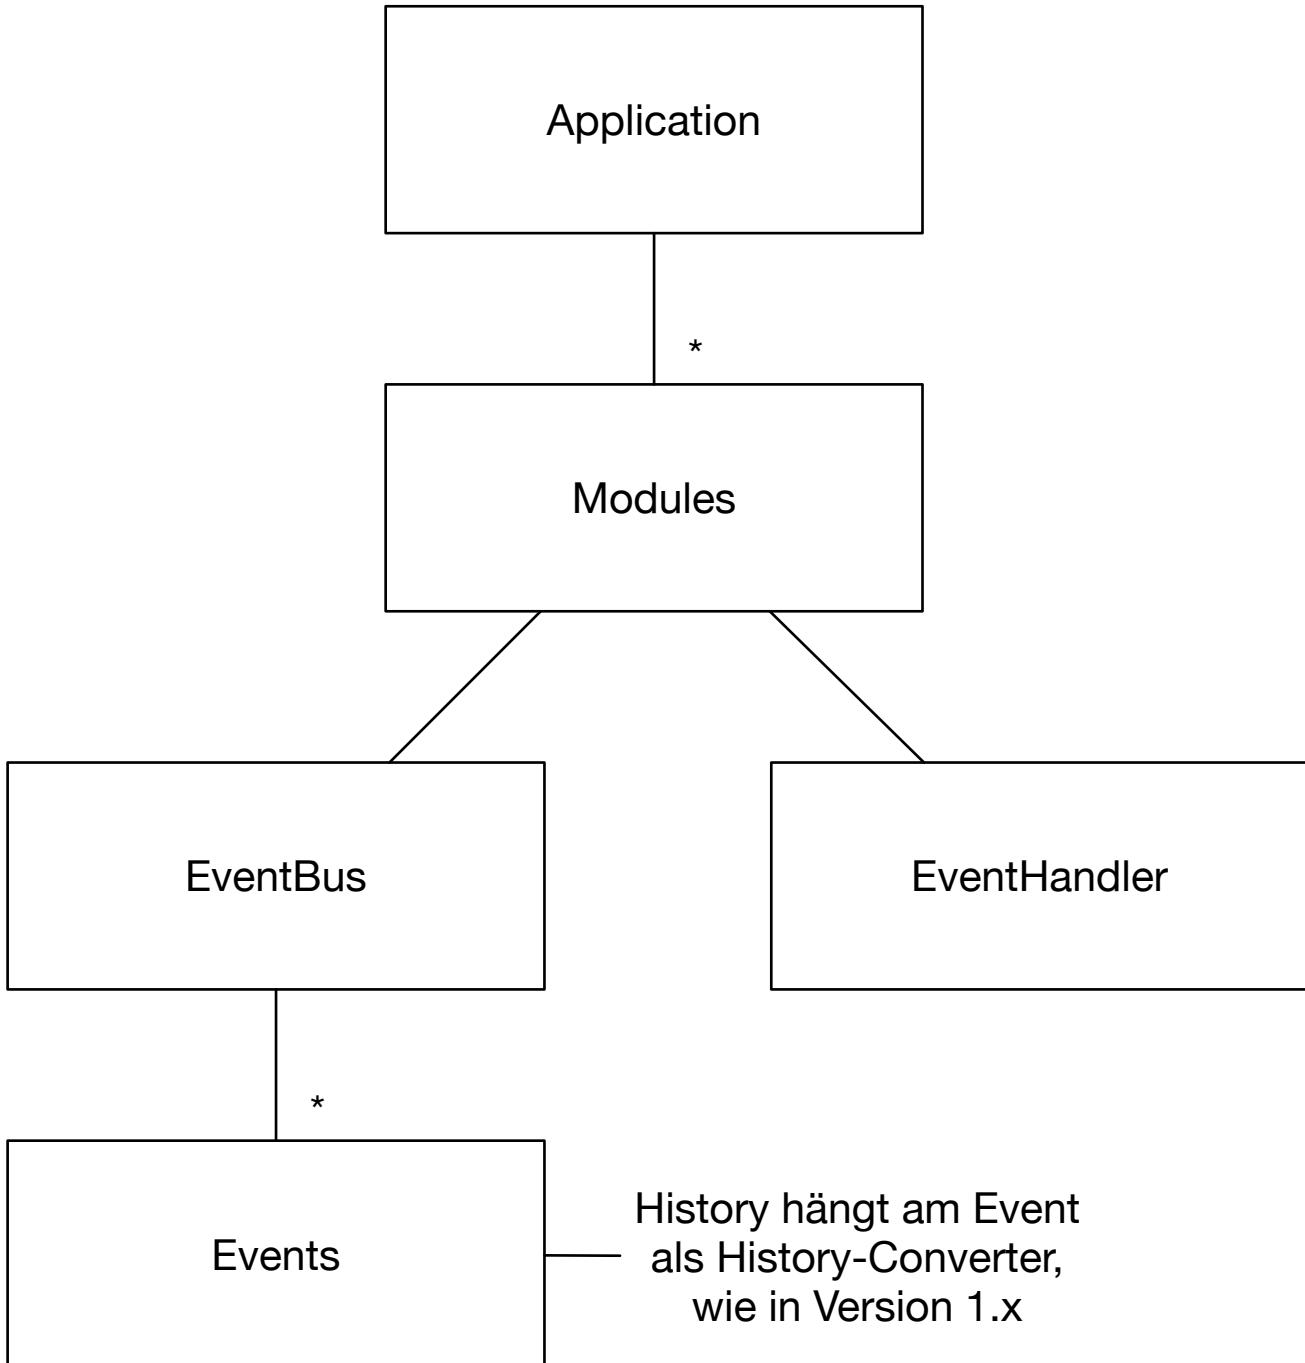 Application
*
Modules
EventBus
EventHandler
*
Events
History hängt am Event
als History-Converter,
wie in Version 1.x